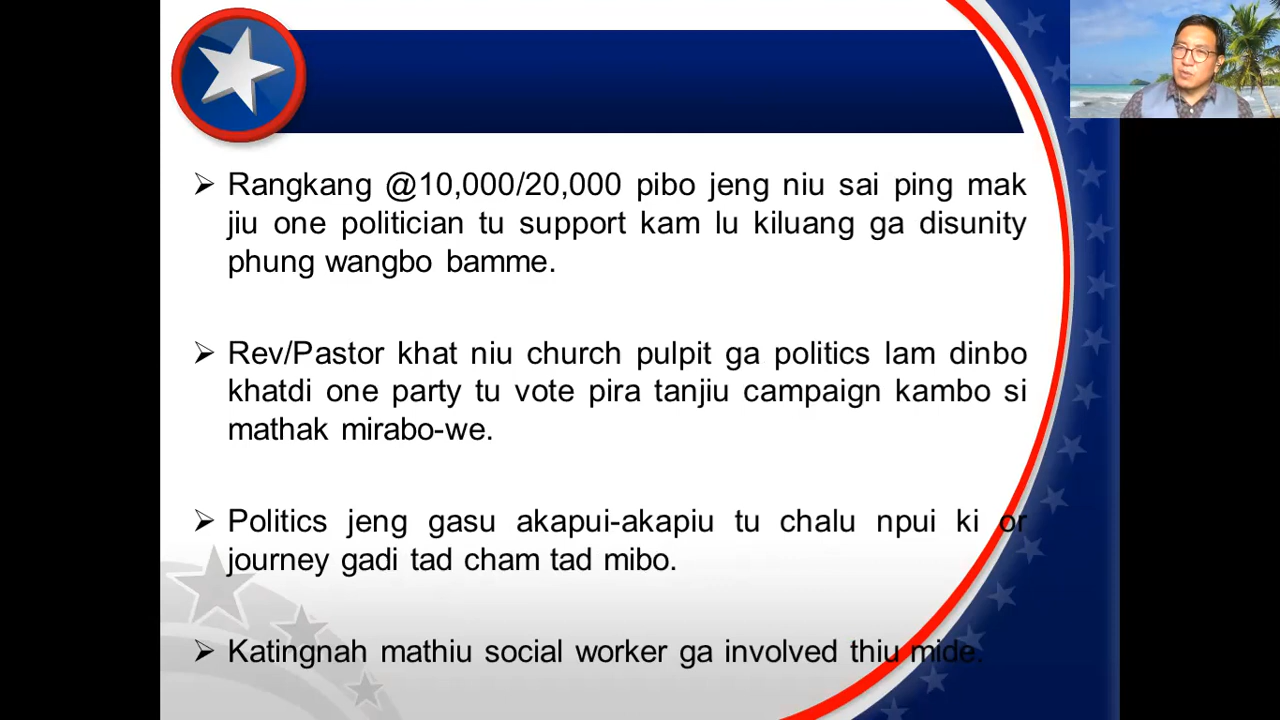 Rangkang @10,000/20,000 pibo jeng niu sai ping mak
jiu one politician tu support kam lu kiluang ga disunity
phung wangbo bamme.
Rev/Pastor khat niu church pulpit ga politics lam dinbo
khatdi one party tu vote pira tanjiu campaign kambo si
mathak mirabo-we.
Politics jeng gasu akapui-akapiu tu chalu npui ki or
journey gadi tad cham tad mibo.
Katingnah mathiu social worker ga involved thiu mide.